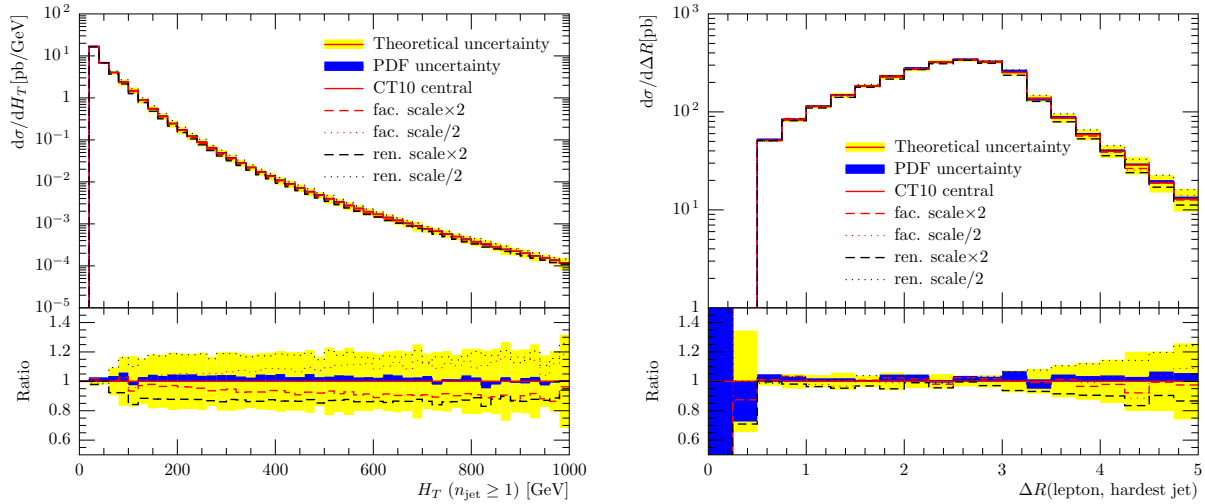 dσ/dH_T [pb/GeV]
10^2
10^1
1
10^−1
10^−2
10^−3
10^−4
10^−5
Theoretical uncertainty
PDF uncertainty
CT10 central
fac. scale×2
fac. scale/2
ren. scale×2
ren. scale/2
Ratio
1.4
1.2
1
0.8
0.6
0 200 400 600 800 1000
H_T (n_jet ≥ 1) [GeV]
dσ/dΔR[pb]
10^3
10^2
10^1
1
Theoretical uncertainty
PDF uncertainty
CT10 central
fac. scale×2
fac. scale/2
ren. scale×2
ren. scale/2
Ratio
1.4
1.2
1
0.8
0.6
0 1 2 3 4 5
ΔR(lepton, hardest jet)